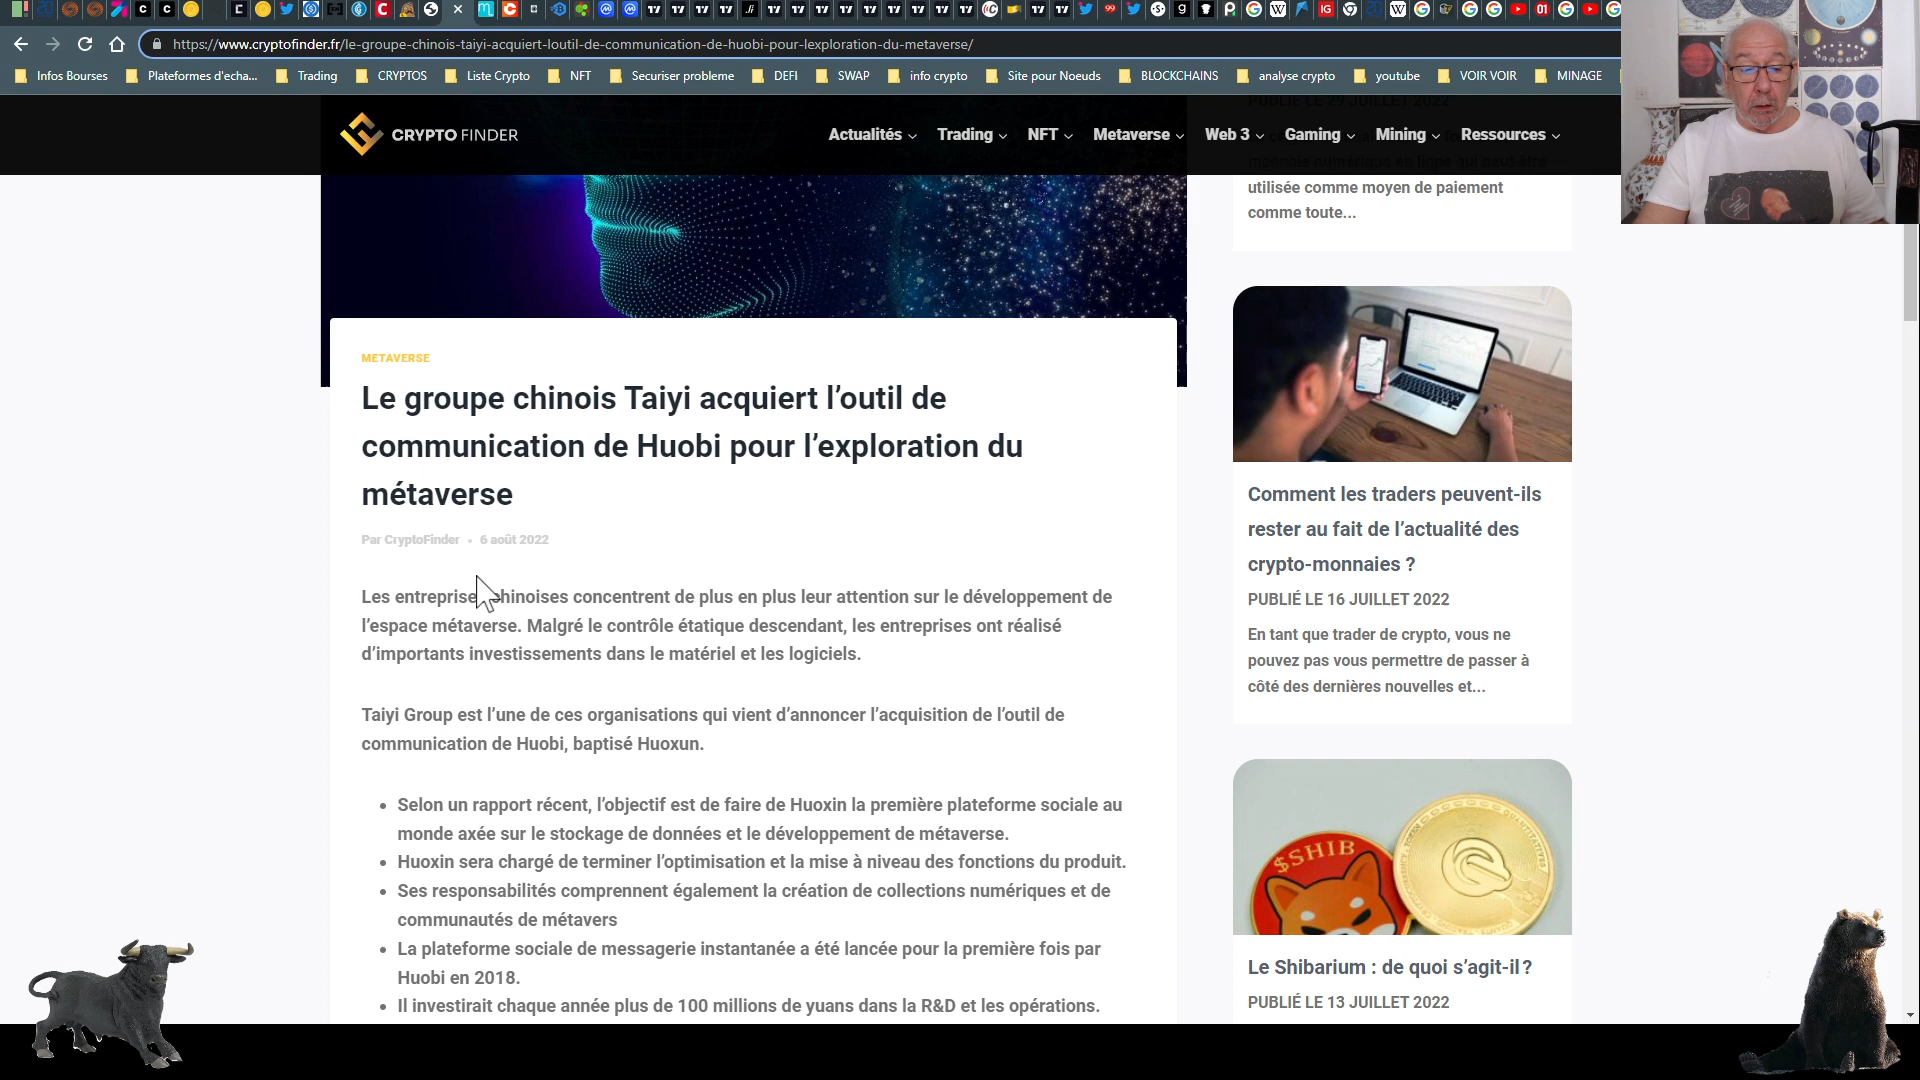 https://www.cryptofinder.fr/le-groupe-chinois-taiyi-acquiert-loutil-de-communication-de-huobi-pour-lexploration-du-metaverse/
Infos Bourses
Plateformes d'echa...
Trading
CRYPTOS
Liste Crypto
NFT
Securiser probleme
DEFI
SWAP
info crypto
Site pour Noeuds
BLOCKCHAINS
analyse crypto
youtube
VOIR VOIR
MINAGE
CRYPTO FINDER
Actualités
Trading
NFT
Metaverse
Web 3
Gaming
Mining
Ressources
METAVERSE
Le groupe chinois Taiyi acquiert l’outil de
communication de Huobi pour l’exploration du
métaverse
Par CryptoFinder • 6 août 2022
Les entreprise chinoises concentrent de plus en plus leur attention sur le développement de
l’espace métaverse. Malgré le contrôle étatique descendant, les entreprises ont réalisé
d’importants investissements dans le matériel et les logiciels.
Taiyi Group est l’une de ces organisations qui vient d’annoncer l’acquisition de l’outil de
communication de Huobi, baptisé Huoxun.
• Selon un rapport récent, l’objectif est de faire de Huoxin la première plateforme sociale au
monde axée sur le stockage de données et le développement de métaverse.
• Huoxin sera chargé de terminer l’optimisation et la mise à niveau des fonctions du produit.
• Ses responsabilités comprennent également la création de collections numériques et de
communautés de métavers
• La plateforme sociale de messagerie instantanée a été lancée pour la première fois par
Huobi en 2018.
• Il investirait chaque année plus de 100 millions de yuans dans la R&D et les opérations.
PUBLIÉ LE 29 JUILLET 2022
monnaie numérique en ligne qui peut être
utilisée comme moyen de paiement
comme toute...
Comment les traders peuvent-ils
rester au fait de l’actualité des
crypto-monnaies ?
PUBLIÉ LE 16 JUILLET 2022
En tant que trader de crypto, vous ne
pouvez pas vous permettre de passer à
côté des dernières nouvelles et...
$SHIB
Le Shibarium : de quoi s’agit-il ?
PUBLIÉ LE 13 JUILLET 2022